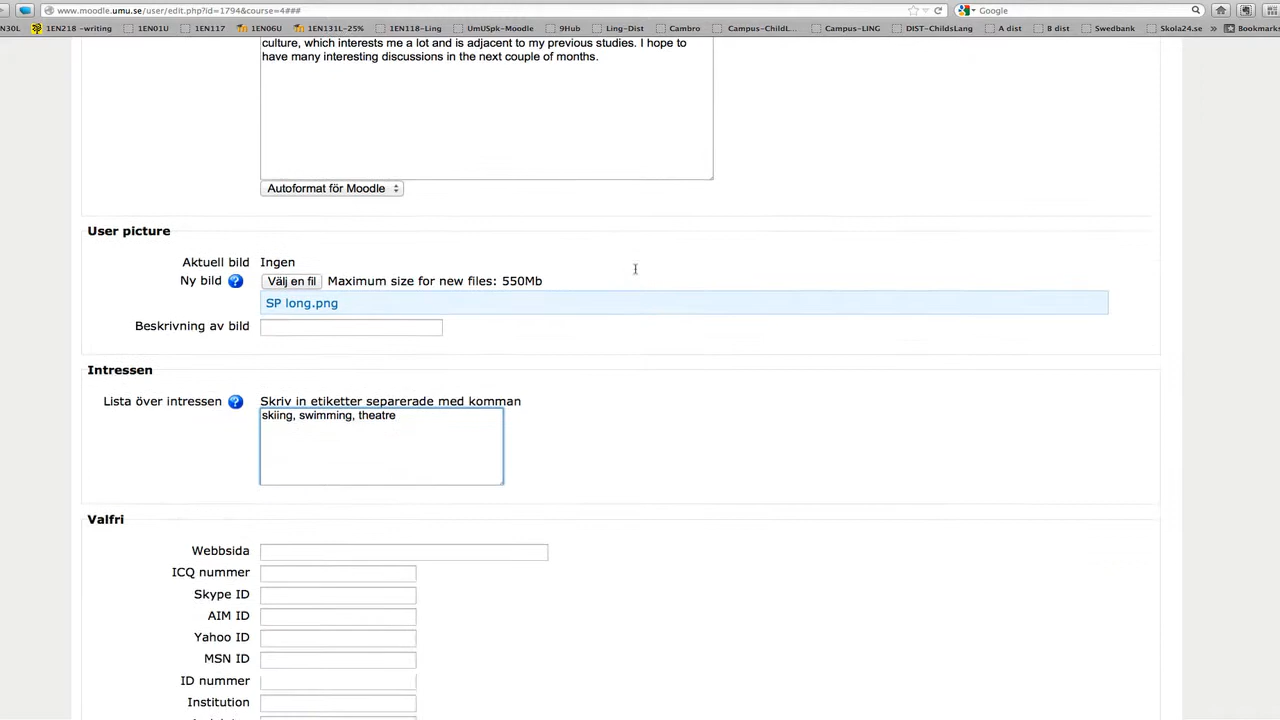 www.moodle.umu.se/user/edit.php?id=1794&course=4###
Google
EN30L
1EN218 -writing
1EN01U
1EN117
1EN06U
1EN131L-25%
1EN118-Ling
UmUSpk-Moodle
9Hub
Ling-Dist
Cambro
Campus-ChildL...
Campus-LING
DIST-ChildsLang
A dist
B dist
Swedbank
Skola24.se
»
Bookmarks
culture, which interests me a lot and is adjacent to my previous studies. I hope to
have many interesting discussions in the next couple of months.
Autoformat för Moodle
User picture
Aktuell bild Ingen
Ny bild ? Välj en fil Maximum size for new files: 550Mb
SP long.png
Beskrivning av bild
Intressen
Lista över intressen ? Skriv in etiketter separerade med komman
skiing, swimming, theatre
Valfri
Webbsida
ICQ nummer
Skype ID
AIM ID
Yahoo ID
MSN ID
ID nummer
Institution